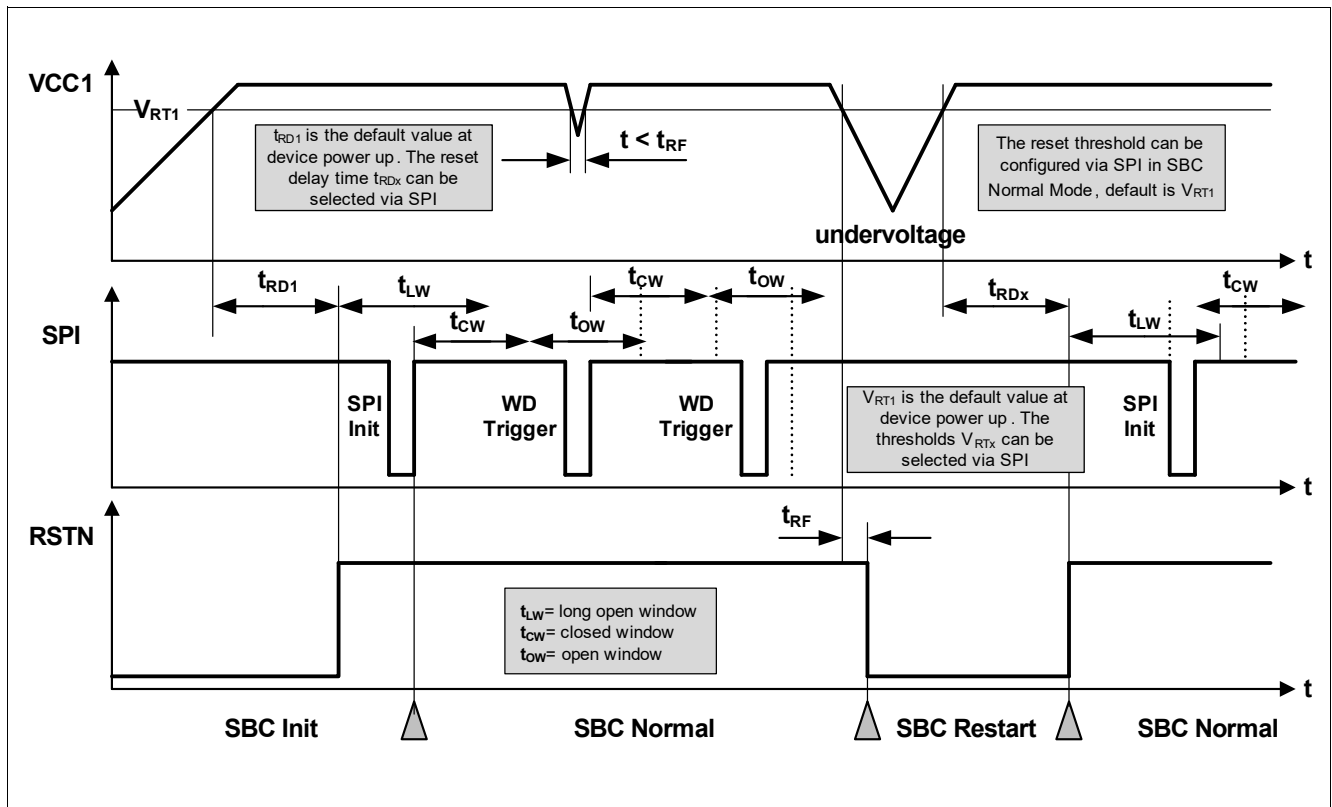 VCC1
VRT1
tRD1 is the default value at
device power up . The reset
delay time tRDx can be
selected via SPI
t < tRF
The reset threshold can be
configured via SPI in SBC
Normal Mode , default is VRT1
undervoltage
t
tRD1
tLW
tCW
tOW
tCW
tOW
tRDx
tLW
tCW
SPI
SPI
Init
WD
Trigger
WD
Trigger
VRT1 is the default value at
device power up . The
thresholds VRTx can be
selected via SPI
SPI
Init
t
RSTN
tRF
tLW= long open window
tCW= closed window
tOW= open window
t
SBC Init
SBC Normal
SBC Restart
SBC Normal